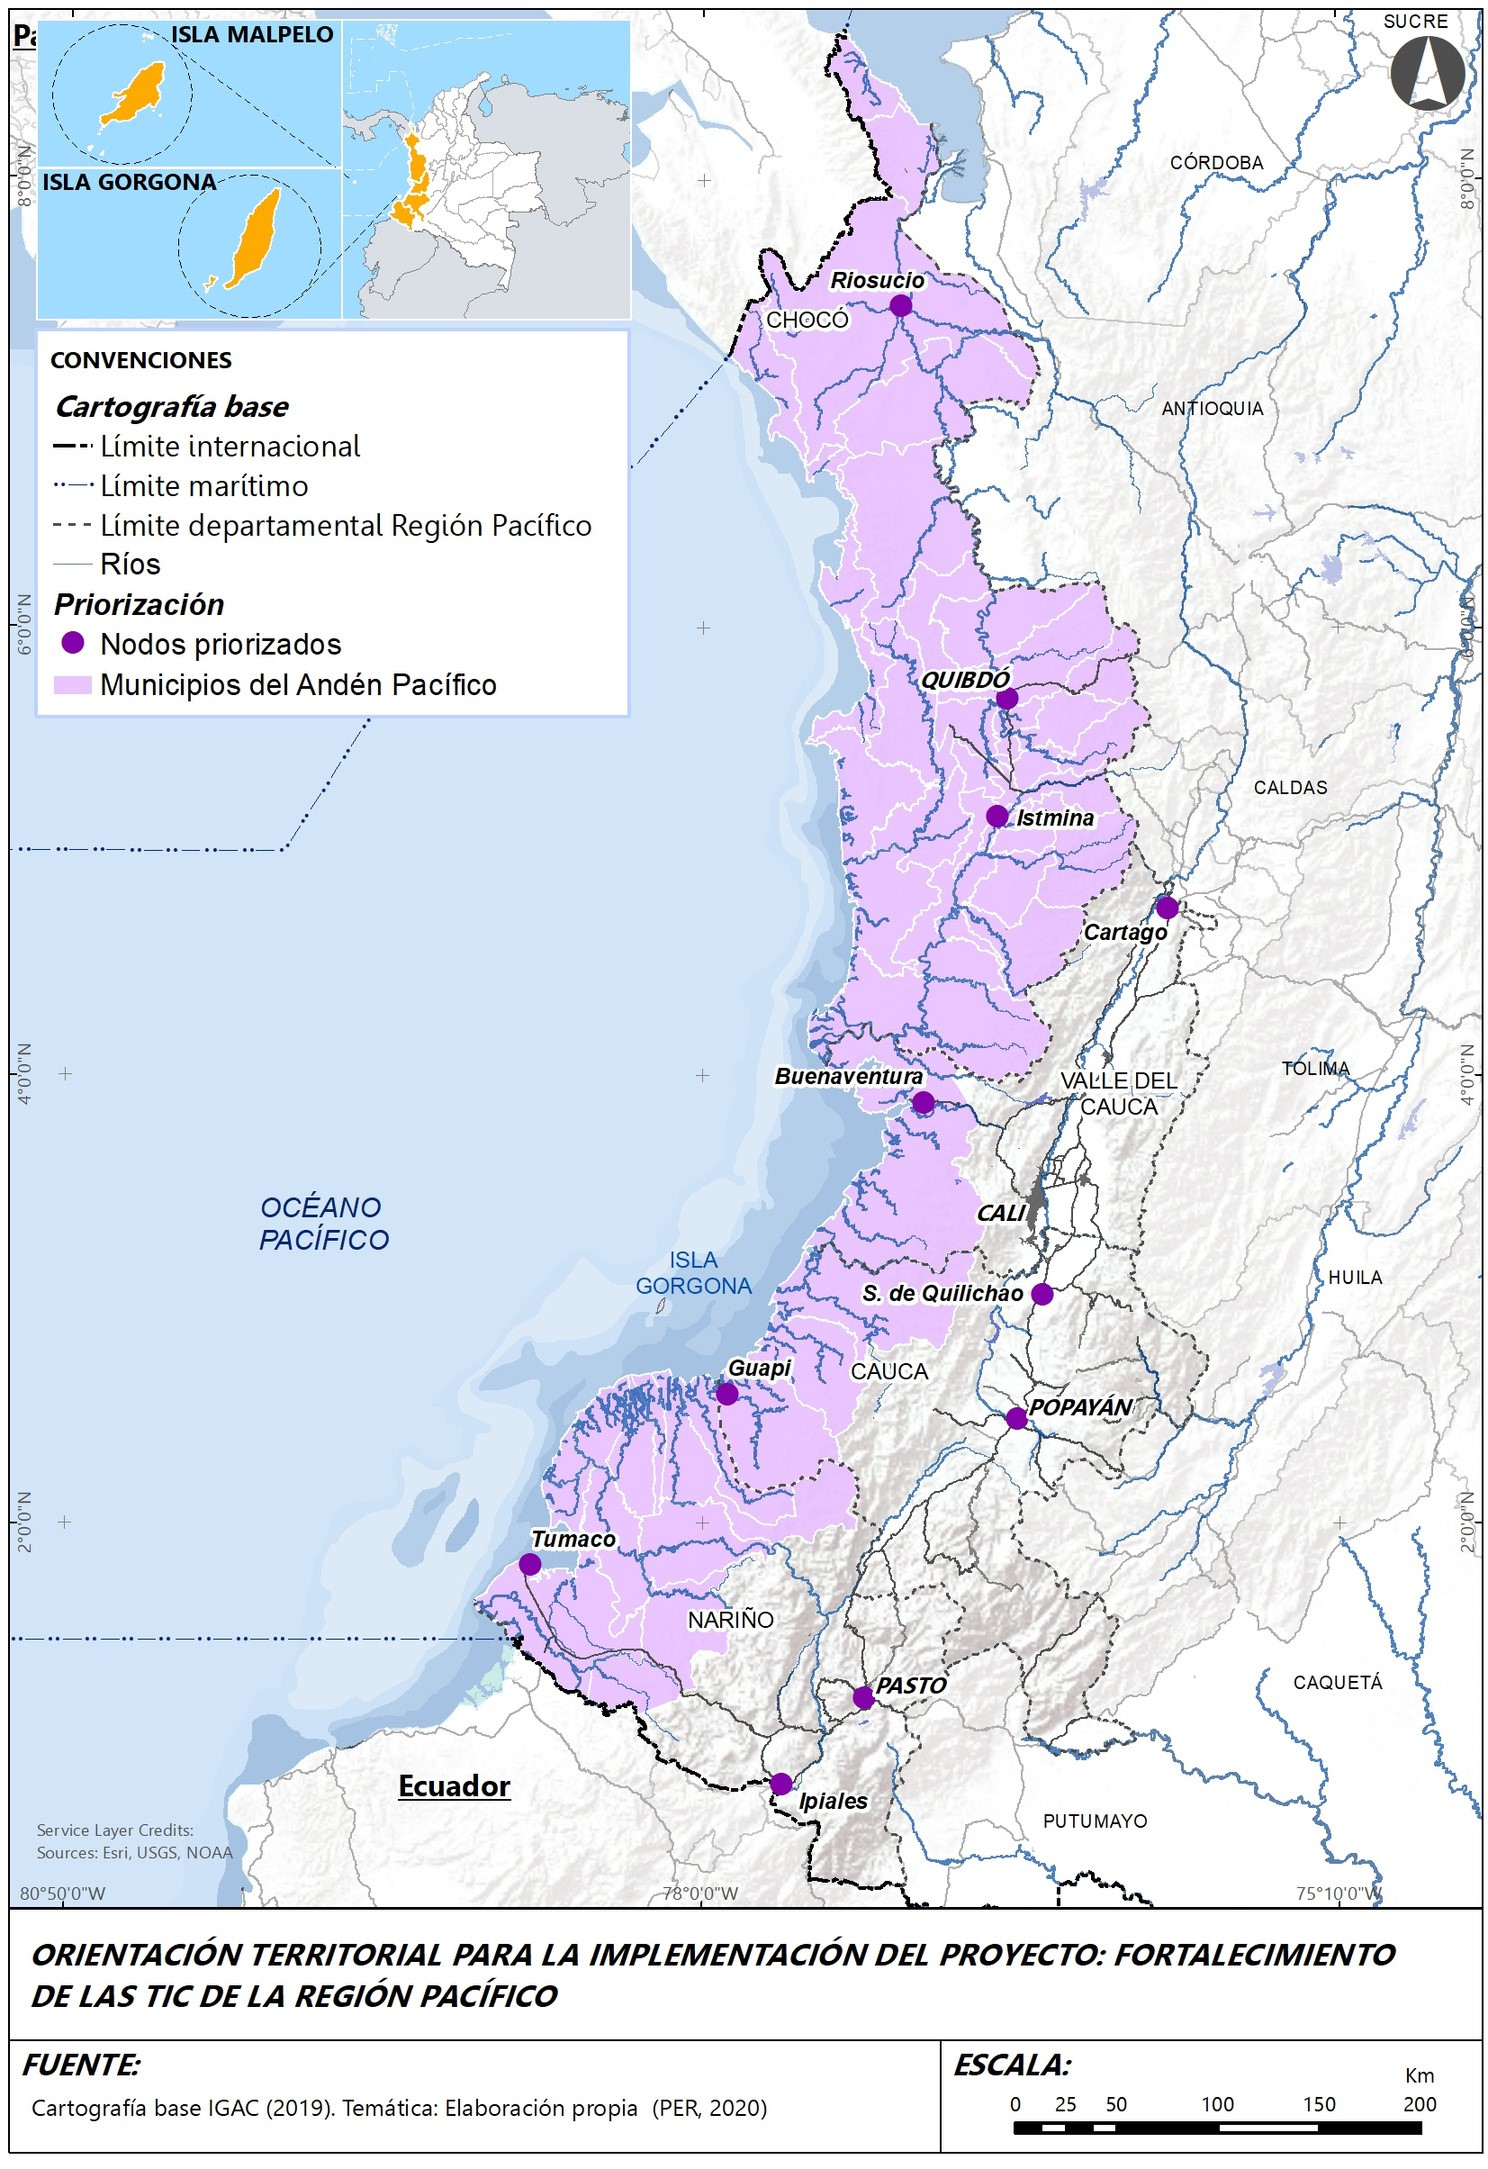 Pa
ISLA MALPELO
ISLA GORGONA
SUCRE
8°0'0"N
8°0'0"N
CÓRDOBA
Riosucio
CHOCÓ
CONVENCIONES
Cartografía base
Límite internacional
Límite marítimo
Límite departamental Región Pacífico
Ríos
Priorización
Nodos priorizados
Municipios del Andén Pacífico
ANTIOQUIA
6°0'0"N
6°0'0"N
QUIBDÓ
CALDAS
Istmina
Cartago
4°0'0"N
4°0'0"N
TOLIMA
Buenaventura
VALLE DEL
CAUCA
OCÉANO
PACÍFICO
CALI
ISLA
GORGONA
HUILA
S. de Quilichao
Guapi
CAUCA
POPAYÁN
2°0'0"N
2°0'0"N
Tumaco
NARIÑO
PASTO
CAQUETÁ
Ecuador
Ipiales
PUTUMAYO
Service Layer Credits:
Sources: Esri, USGS, NOAA
80°50'0"W
78°0'0"W
75°10'0"W
ORIENTACIÓN TERRITORIAL PARA LA IMPLEMENTACIÓN DEL PROYECTO: FORTALECIMIENTO
DE LAS TIC DE LA REGIÓN PACÍFICO
FUENTE:
Cartografía base IGAC (2019). Temática: Elaboración propia (PER, 2020)
ESCALA:
Km
0 25 50 100 150 200